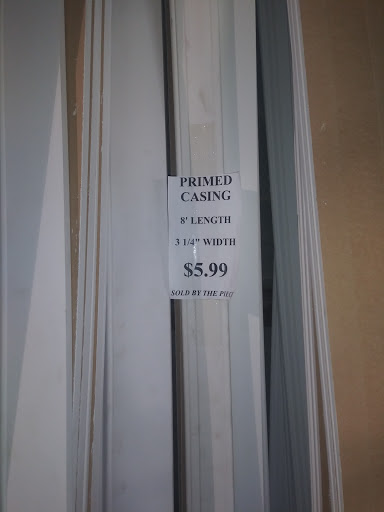 PRIMED
CASING
8' LENGTH
3 1/4" WIDTH
$5.99
SOLD BY THE